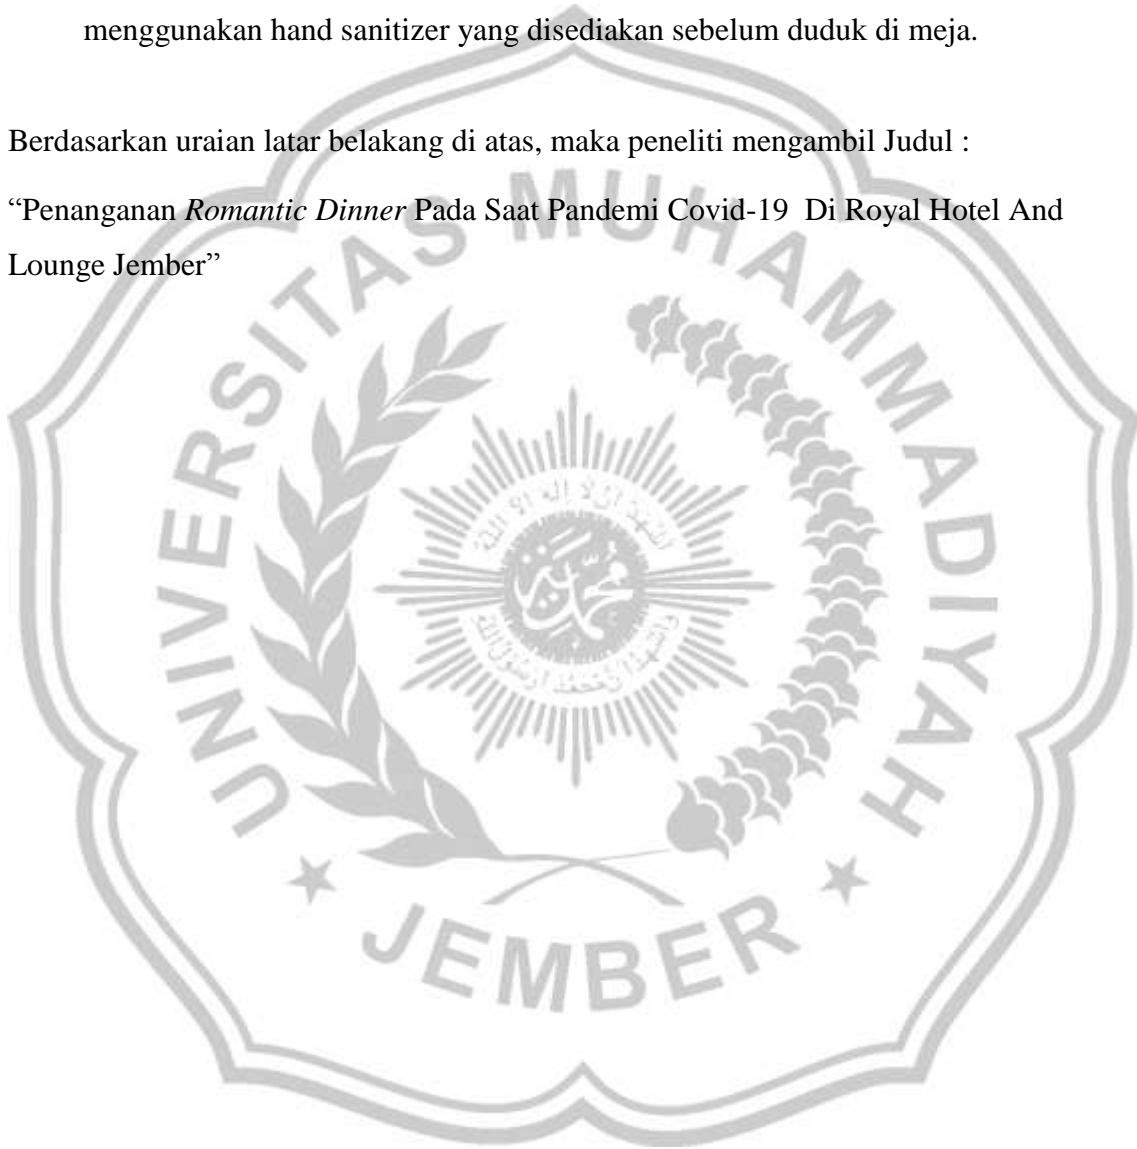 menggunakan hand sanitizer yang disediakan sebelum duduk di meja.
Berdasarkan uraian latar belakang di atas, maka peneliti mengambil Judul :
“Penanganan Romantic Dinner Pada Saat Pandemi Covid-19 Di Royal Hotel And
Lounge Jember”
UNIVERSITAS MUHAMMADIYAH
JEMBER